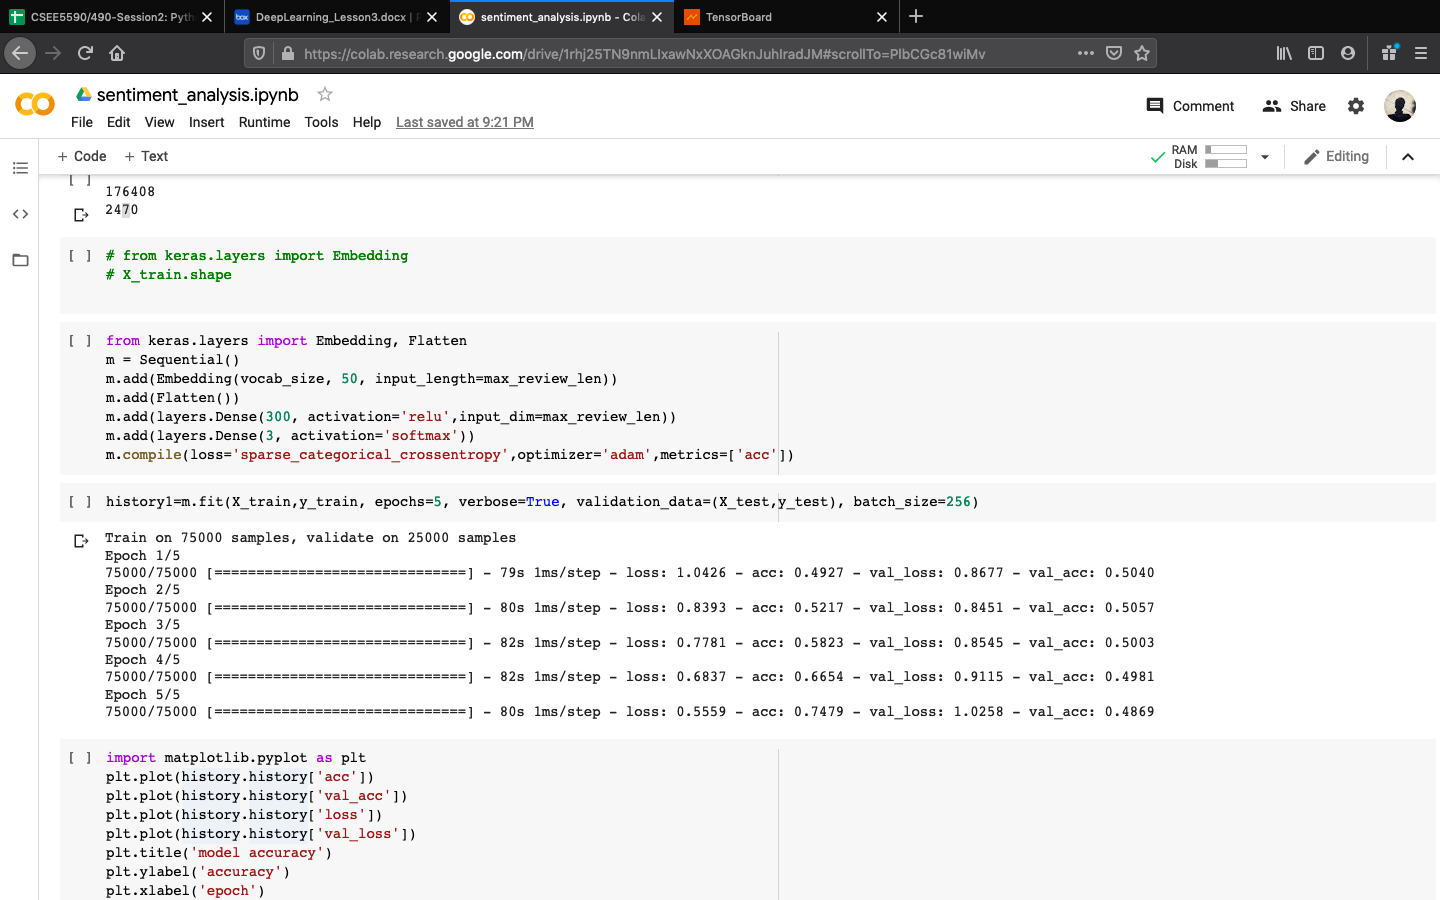 CSEE5590/490-Session2: Pyth
DeepLearning_Lesson3.docx | P
sentiment_analysis.ipynb - Cola
TensorBoard
https://colab.research.google.com/drive/1rhj25TN9nmLIxawNxXOAGknJuhIradJM#scrollTo=PlbCGc81wiMv
sentiment_analysis.ipynb
Comment
Share
File Edit View Insert Runtime Tools Help Last saved at 9:21 PM
+ Code + Text
RAM
Disk
Editing
[ ]
176408
2470
[ ] # from keras.layers import Embedding
# X_train.shape
[ ] from keras.layers import Embedding, Flatten
m = Sequential()
m.add(Embedding(vocab_size, 50, input_length=max_review_len))
m.add(Flatten())
m.add(layers.Dense(300, activation='relu',input_dim=max_review_len))
m.add(layers.Dense(3, activation='softmax'))
m.compile(loss='sparse_categorical_crossentropy',optimizer='adam',metrics=['acc'])
[ ] history1=m.fit(X_train,y_train, epochs=5, verbose=True, validation_data=(X_test,y_test), batch_size=256)
Train on 75000 samples, validate on 25000 samples
Epoch 1/5
75000/75000 [==============================] - 79s 1ms/step - loss: 1.0426 - acc: 0.4927 - val_loss: 0.8677 - val_acc: 0.5040
Epoch 2/5
75000/75000 [==============================] - 80s 1ms/step - loss: 0.8393 - acc: 0.5217 - val_loss: 0.8451 - val_acc: 0.5057
Epoch 3/5
75000/75000 [==============================] - 82s 1ms/step - loss: 0.7781 - acc: 0.5823 - val_loss: 0.8545 - val_acc: 0.5003
Epoch 4/5
75000/75000 [==============================] - 82s 1ms/step - loss: 0.6837 - acc: 0.6654 - val_loss: 0.9115 - val_acc: 0.4981
Epoch 5/5
75000/75000 [==============================] - 80s 1ms/step - loss: 0.5559 - acc: 0.7479 - val_loss: 1.0258 - val_acc: 0.4869
[ ] import matplotlib.pyplot as plt
plt.plot(history.history['acc'])
plt.plot(history.history['val_acc'])
plt.plot(history.history['loss'])
plt.plot(history.history['val_loss'])
plt.title('model accuracy')
plt.ylabel('accuracy')
plt.xlabel('epoch')